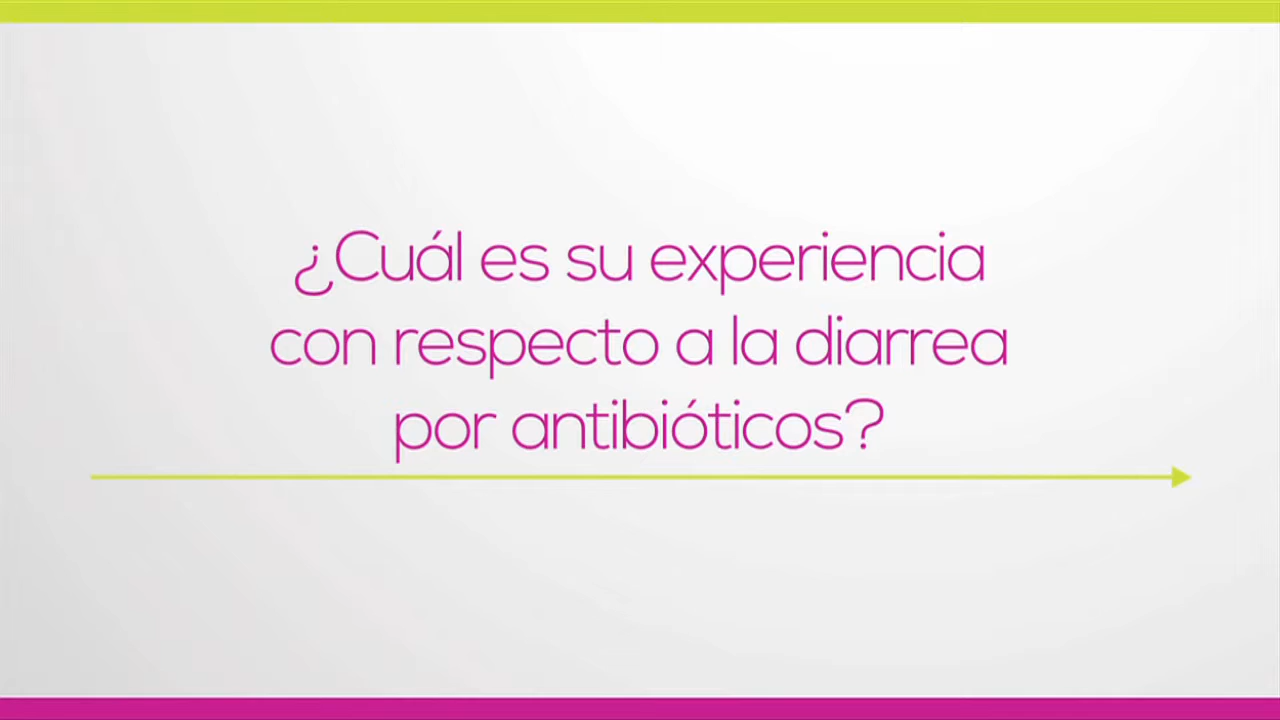 ¿Cuál es su experiencia
con respecto a la diarrea
por antibióticos?